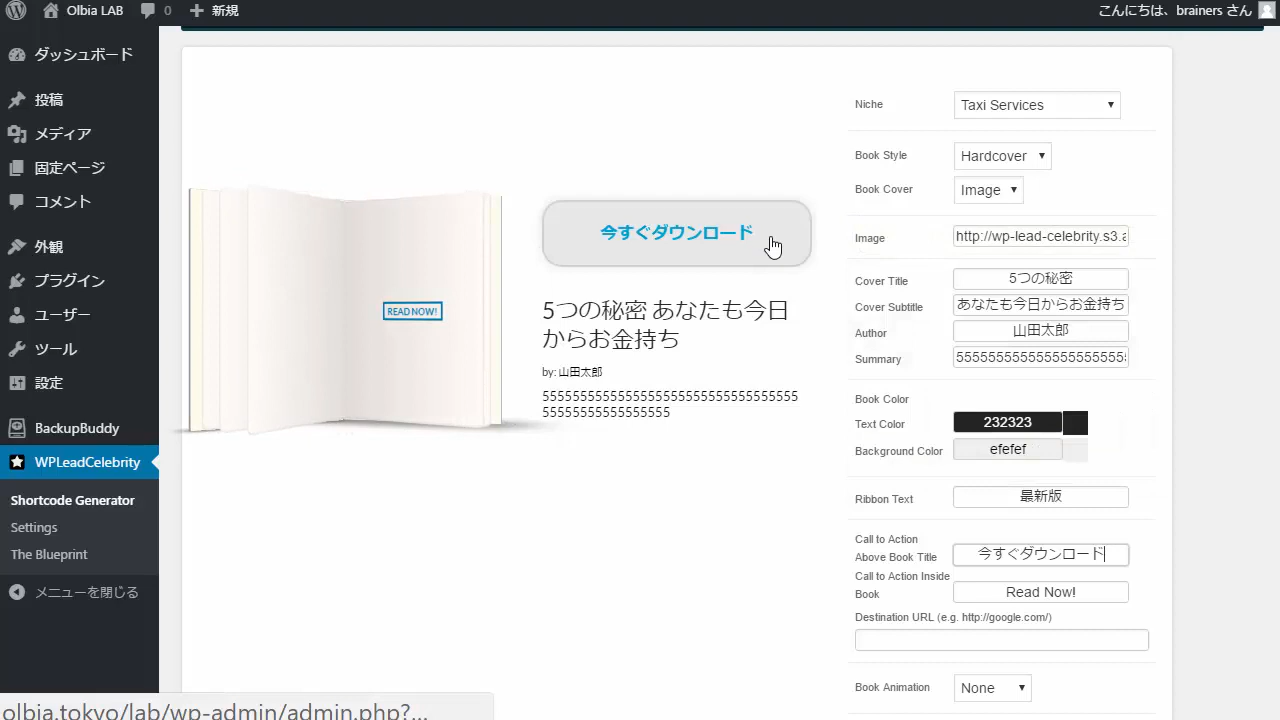 Olbia LAB
0
新規
こんにちは、brainers さん
ダッシュボード
投稿
メディア
固定ページ
コメント
外観
プラグイン
ユーザー
ツール
設定
BackupBuddy
WPLeadCelebrity
Shortcode Generator
Settings
The Blueprint
メニューを閉じる
READ NOW!
今すぐダウンロード
5つの秘密 あなたも今日
からお金持ち
by: 山田太郎
5555555555555555555555555555555555
55555555555555555
Niche
Taxi Services
Book Style
Hardcover
Book Cover
Image
Image
http://wp-lead-celebrity.s3.a
Cover Title
5つの秘密
Cover Subtitle
あなたも今日からお金持ち
Author
山田太郎
Summary
5555555555555555555555
Book Color
Text Color
232323
Background Color
efefef
Ribbon Text
最新版
Call to Action
Above Book Title
今すぐダウンロード
Call to Action Inside
Book
Read Now!
Destination URL (e.g. http://google.com/)
Book Animation
None
olbia.tokyo/lab/wp-admin/admin.php?...